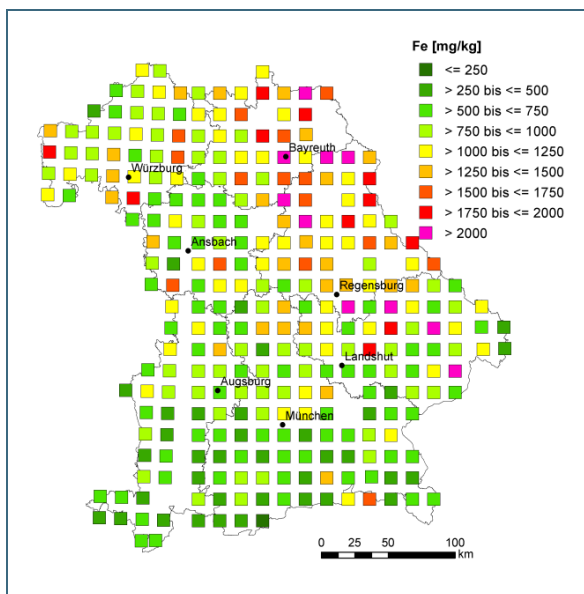 Fe [mg/kg]
<= 250
> 250 bis <= 500
> 500 bis <= 750
> 750 bis <= 1000
> 1000 bis <= 1250
> 1250 bis <= 1500
> 1500 bis <= 1750
> 1750 bis <= 2000
> 2000
Bayreuth
Würzburg
Ansbach
Regensburg
Landshut
Augsburg
München
0 25 50 100
km